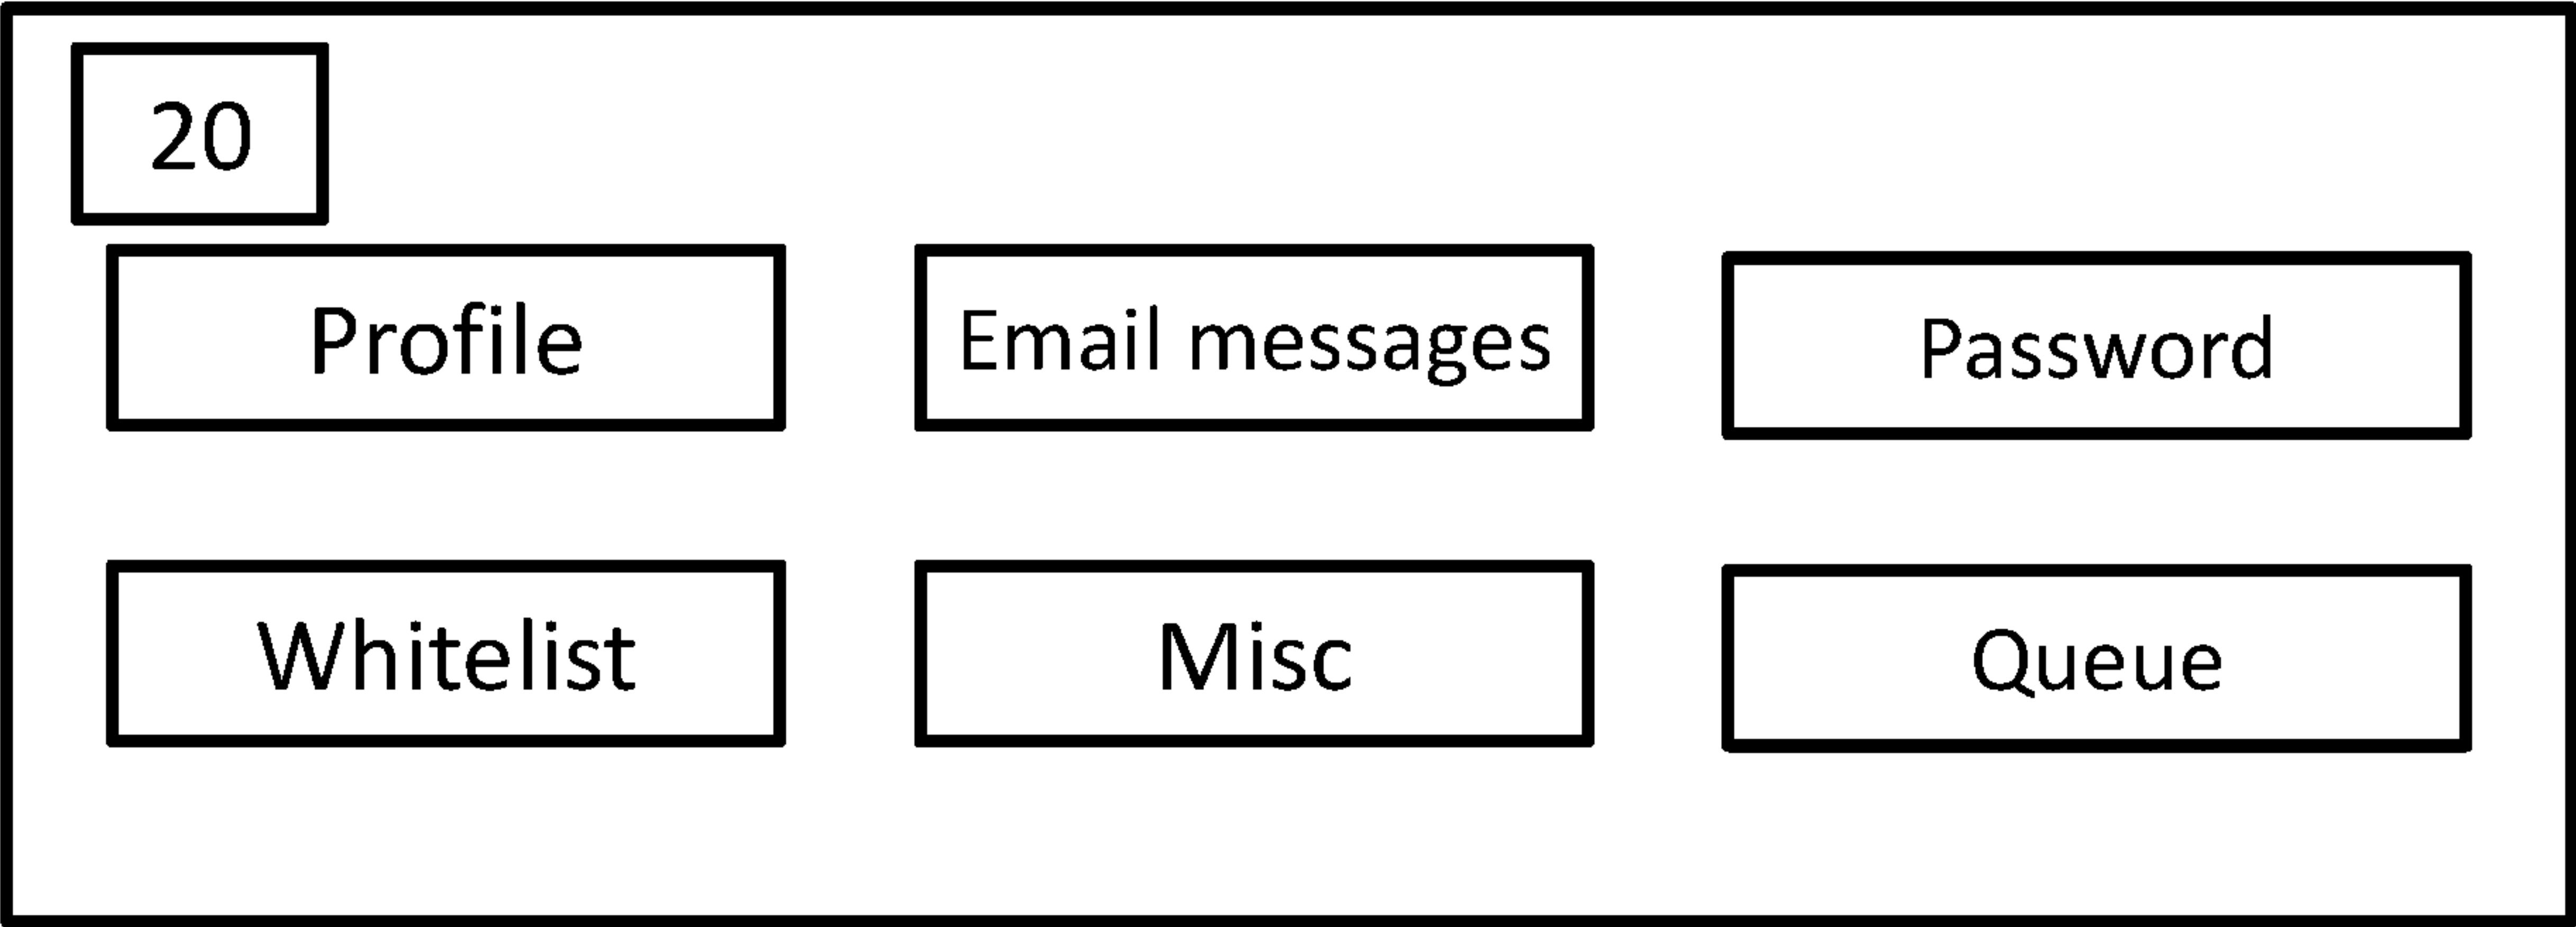 20
Profile
Email messages
Password
Whitelist
Misc
Queue